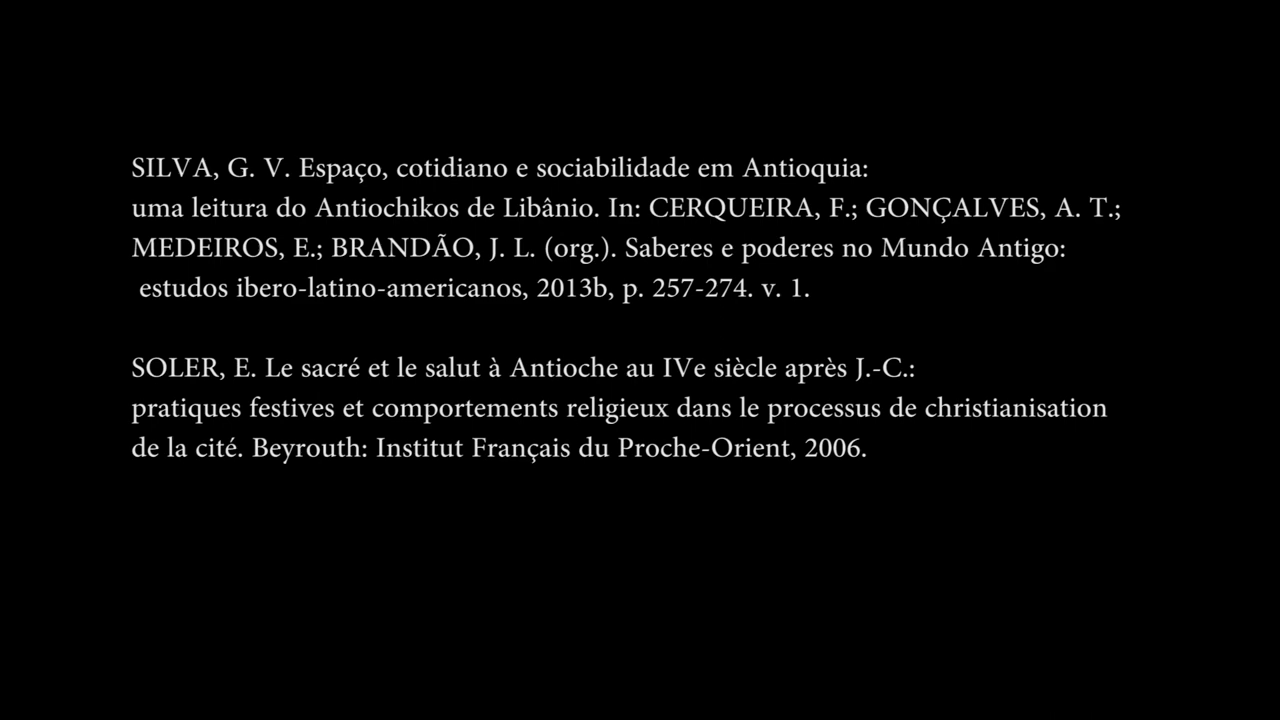 SILVA, G. V. Espaço, cotidiano e sociabilidade em Antioquia:
uma leitura do Antiochikos de Libânio. In: CERQUEIRA, F.; GONÇALVES, A. T.;
MEDEIROS, E.; BRANDÃO, J. L. (org.). Saberes e poderes no Mundo Antigo:
estudos ibero-latino-americanos, 2013b, p. 257-274. v. 1.
SOLER, E. Le sacré et le salut à Antioche au IVe siècle après J.-C.:
pratiques festives et comportements religieux dans le processus de christianisation
de la cité. Beyrouth: Institut Français du Proche-Orient, 2006.